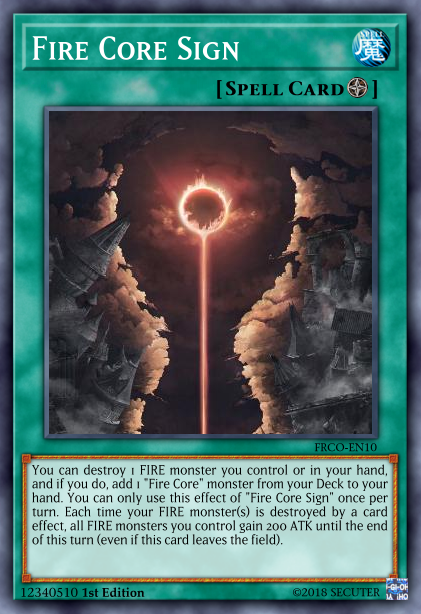 FIRE CORE SIGN
魔
[SPELL CARD]
FRCO-EN10
You can destroy 1 FIRE monster you control or in your hand,
and if you do, add 1 "Fire Core" monster from your Deck to your
hand. You can only use this effect of "Fire Core Sign" once per
turn. Each time your FIRE monster(s) is destroyed by a card
effect, all FIRE monsters you control gain 200 ATK until the end
of this turn (even if this card leaves the field).
12340510 1st Edition
©2018 SECUTER